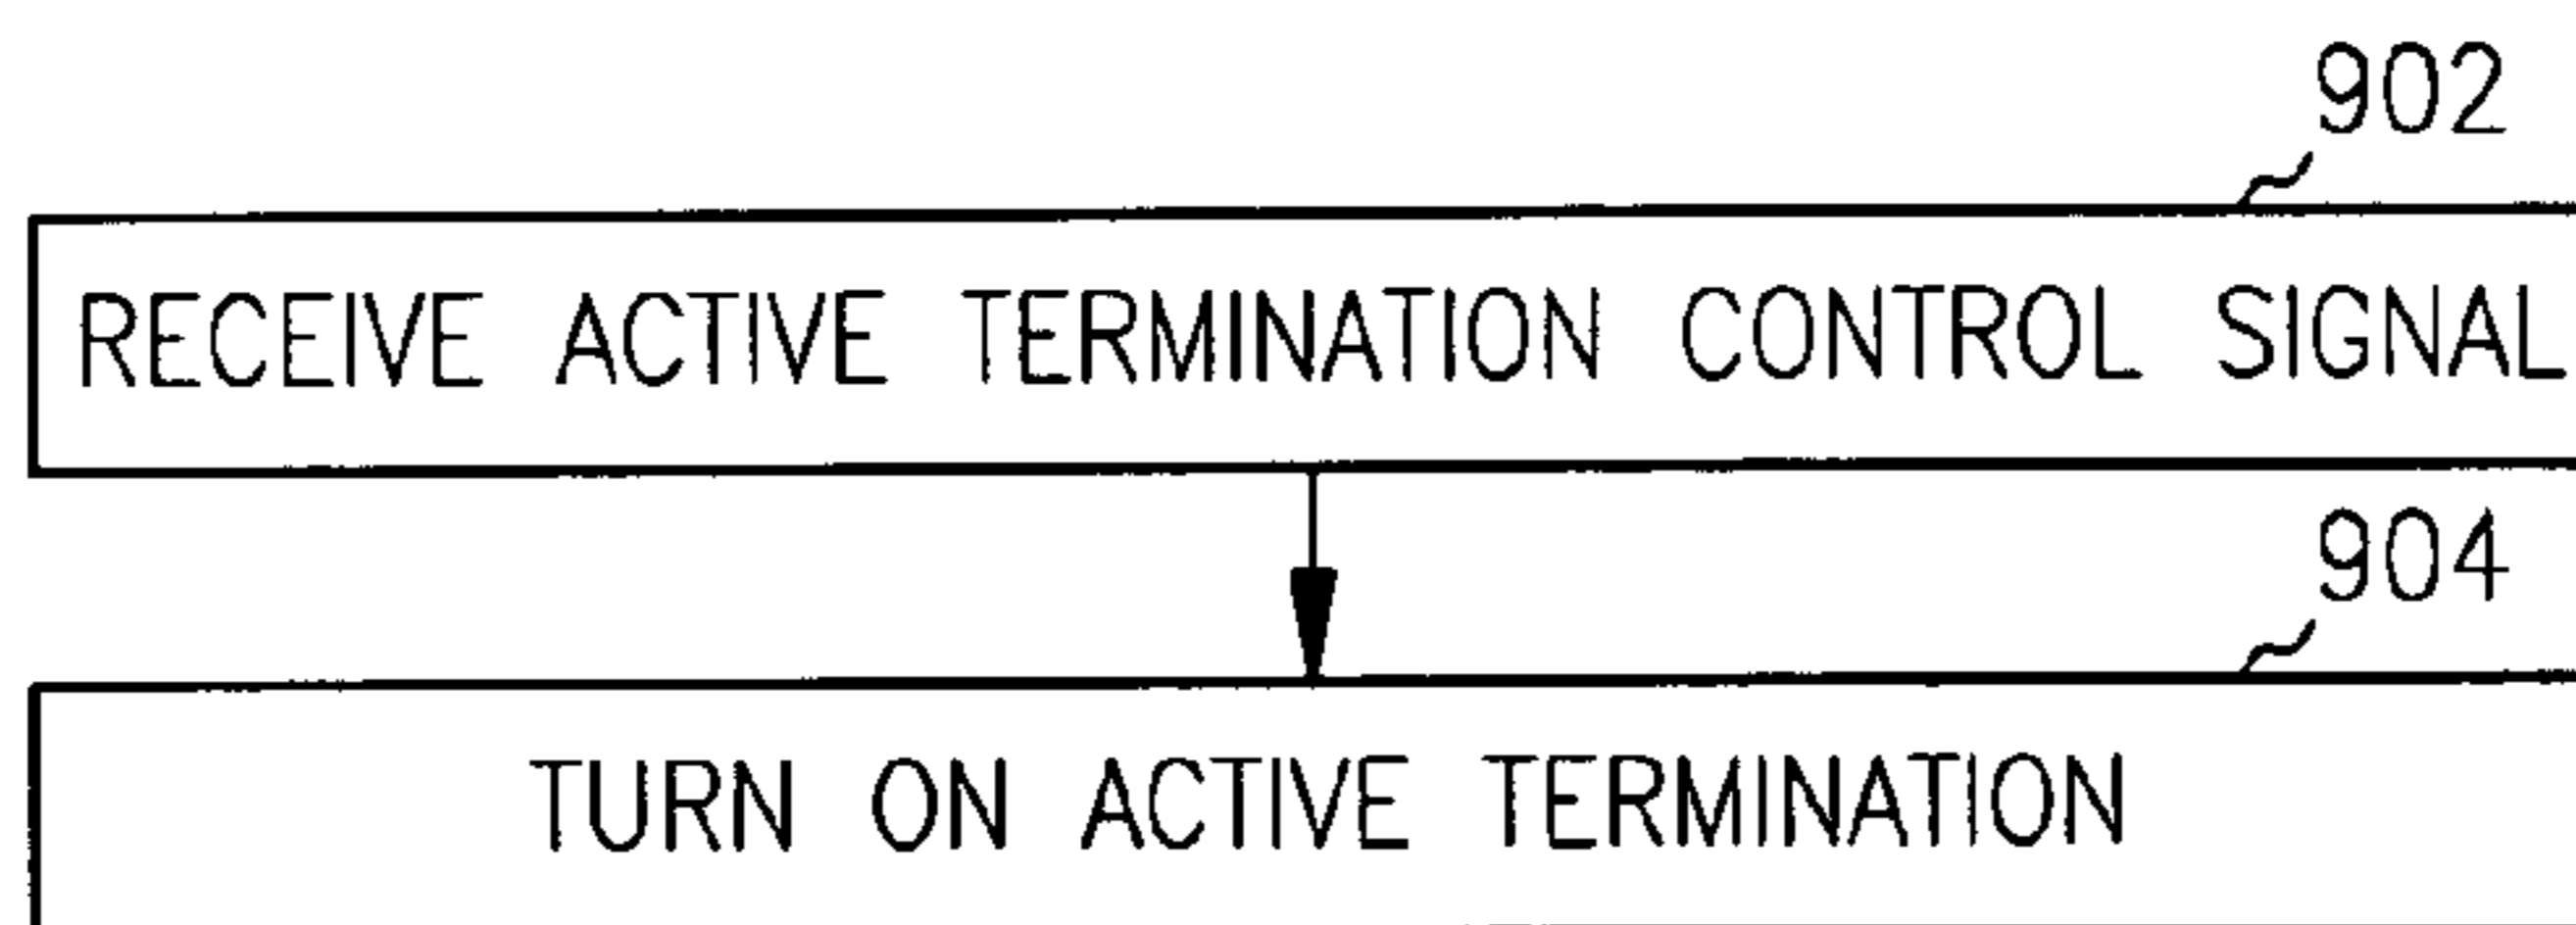 902
RECEIVE ACTIVE TERMINATION CONTROL SIGNAL
904
TURN ON ACTIVE TERMINATION